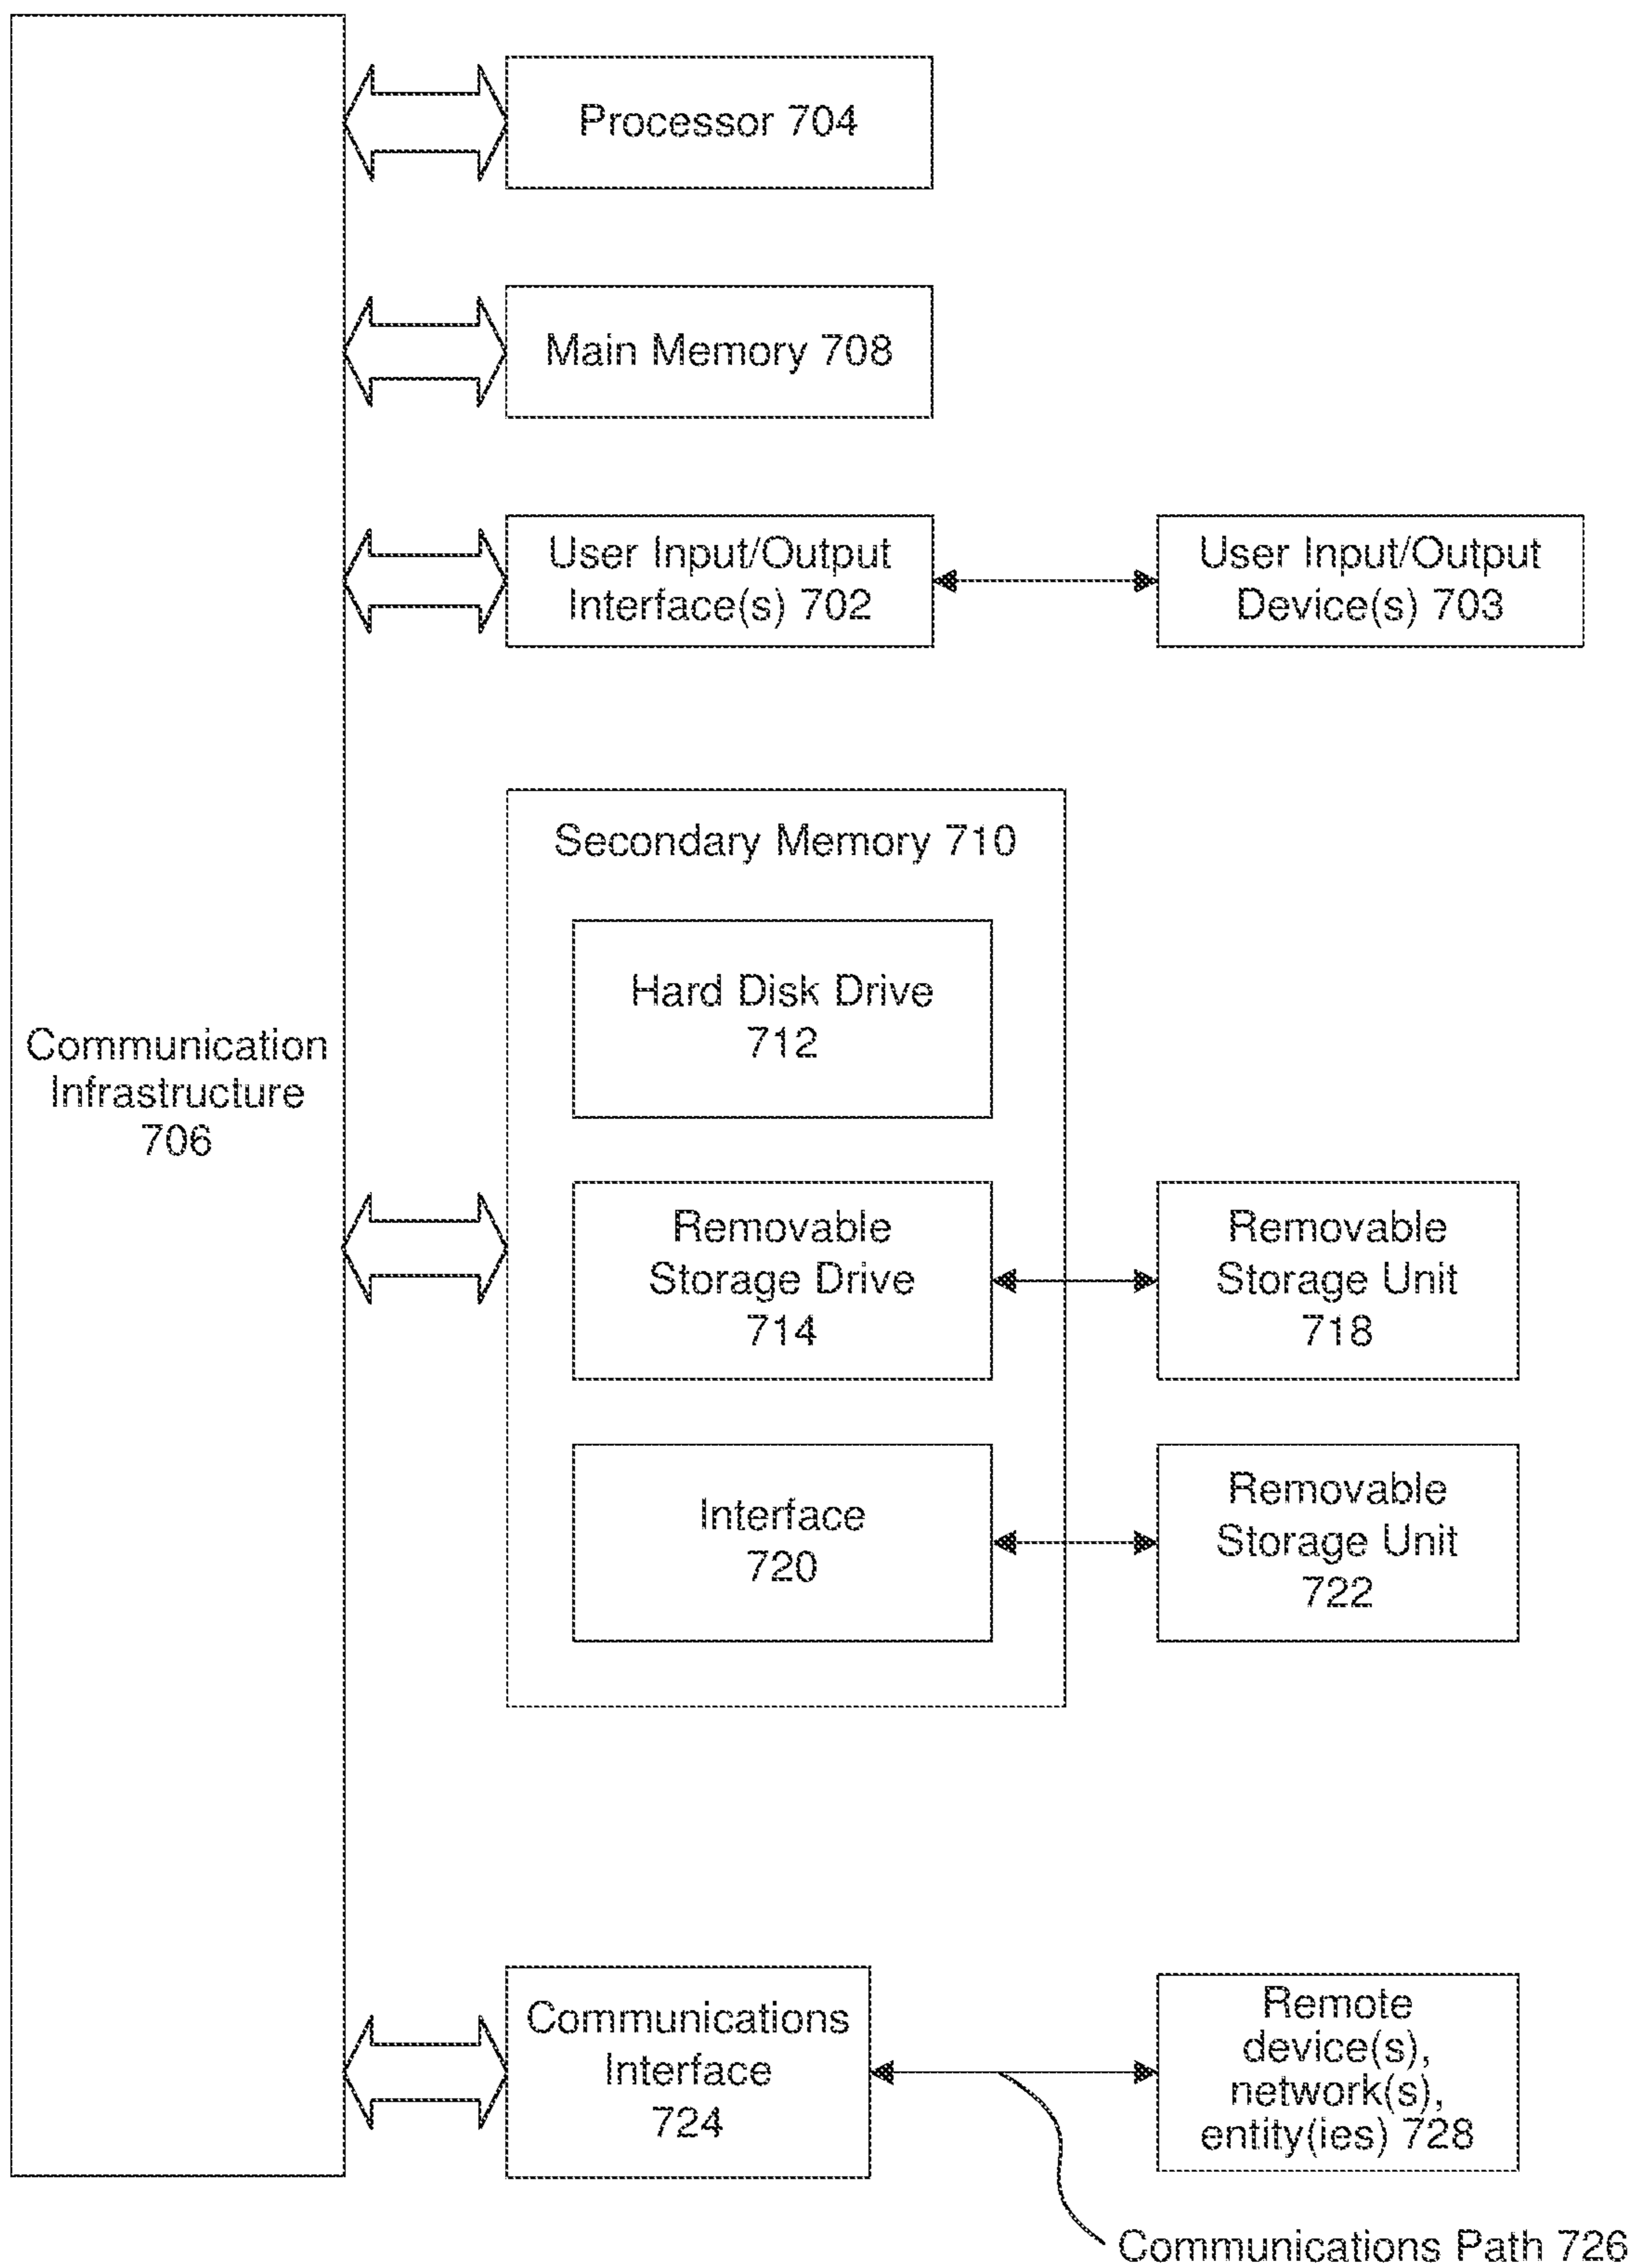 Processor 704
Main Memory 708
User Input/Output
Interface(s) 702
User Input/Output
Device(s) 703
Secondary Memory 710
Hard Disk Drive
712
Communication
Infrastructure
706
Removable
Storage Drive
714
Removable
Storage Unit
718
Interface
720
Removable
Storage Unit
722
Communications
Interface
724
Remote
device(s),
network(s),
entity(ies) 728
Communications Path 726